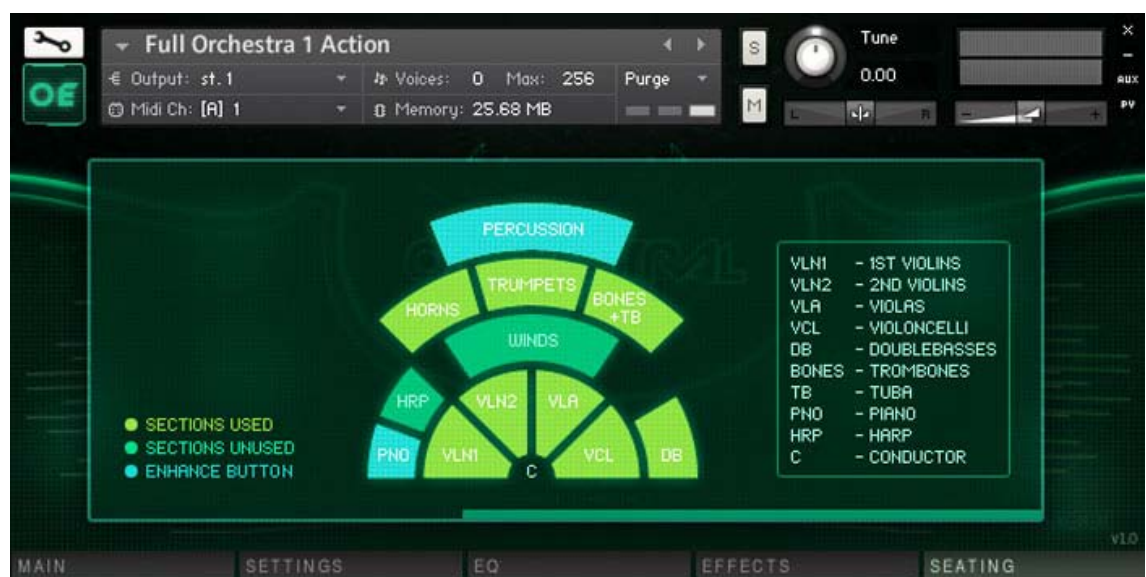 Full Orchestra 1 Action
S
Tune
0.00
×
–
AUX
PV
OE
Output: st. 1
Voices: 0 Max: 256
Purge
Midi Ch: [A] 1
Memory: 25.68 MB
M
L
R
-
+
PERCUSSION
HORNS
TRUMPETS
BONES
+TB
WINDS
HRP
VLN2
VLA
PNO
VLN1
C
VCL
DB
SECTIONS USED
SECTIONS UNUSED
ENHANCE BUTTON
VLN1 - 1ST VIOLINS
VLN2 - 2ND VIOLINS
VLA - VIOLAS
VCL - VIOLONCELLI
DB - DOUBLEBASSES
BONES - TROMBONES
TB - TUBA
PNO - PIANO
HRP - HARP
C - CONDUCTOR
v1.0
MAIN
SETTINGS
EQ
EFFECTS
SEATING